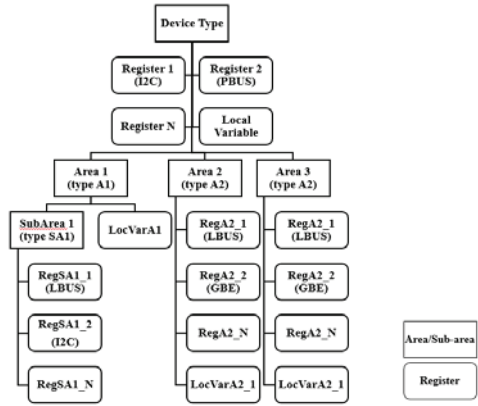 Device Type
Register 1
(I2C)
Register 2
(PBUS)
Register N
Local
Variable
Area 1
(type A1)
Area 2
(type A2)
Area 3
(type A2)
SubArea 1
(type SA1)
LocVarA1
RegA2_1
(LBUS)
RegA2_1
(LBUS)
RegSA1_1
(LBUS)
RegA2_2
(GBE)
RegA2_2
(GBE)
RegSA1_2
(I2C)
RegA2_N
RegA2_N
RegSA1_N
LocVarA2_1
LocVarA2_1
Area/Sub-area
Register